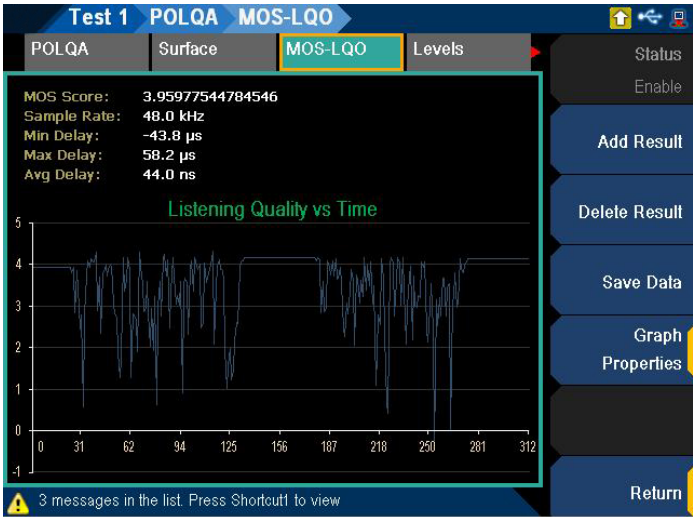 Test 1 POLQA MOS-LQO
POLQA Surface MOS-LQO Levels
MOS Score: 3.95977544784546
Sample Rate: 48.0 kHz
Min Delay: -43.8 µs
Max Delay: 58.2 µs
Avg Delay: 44.0 ns
Listening Quality vs Time
5
4
3
2
1
0
-1
0 31 62 94 125 156 187 218 250 281 312
3 messages in the list. Press Shortcut1 to view
Status
Enable
Add Result
Delete Result
Save Data
Graph
Properties
Return